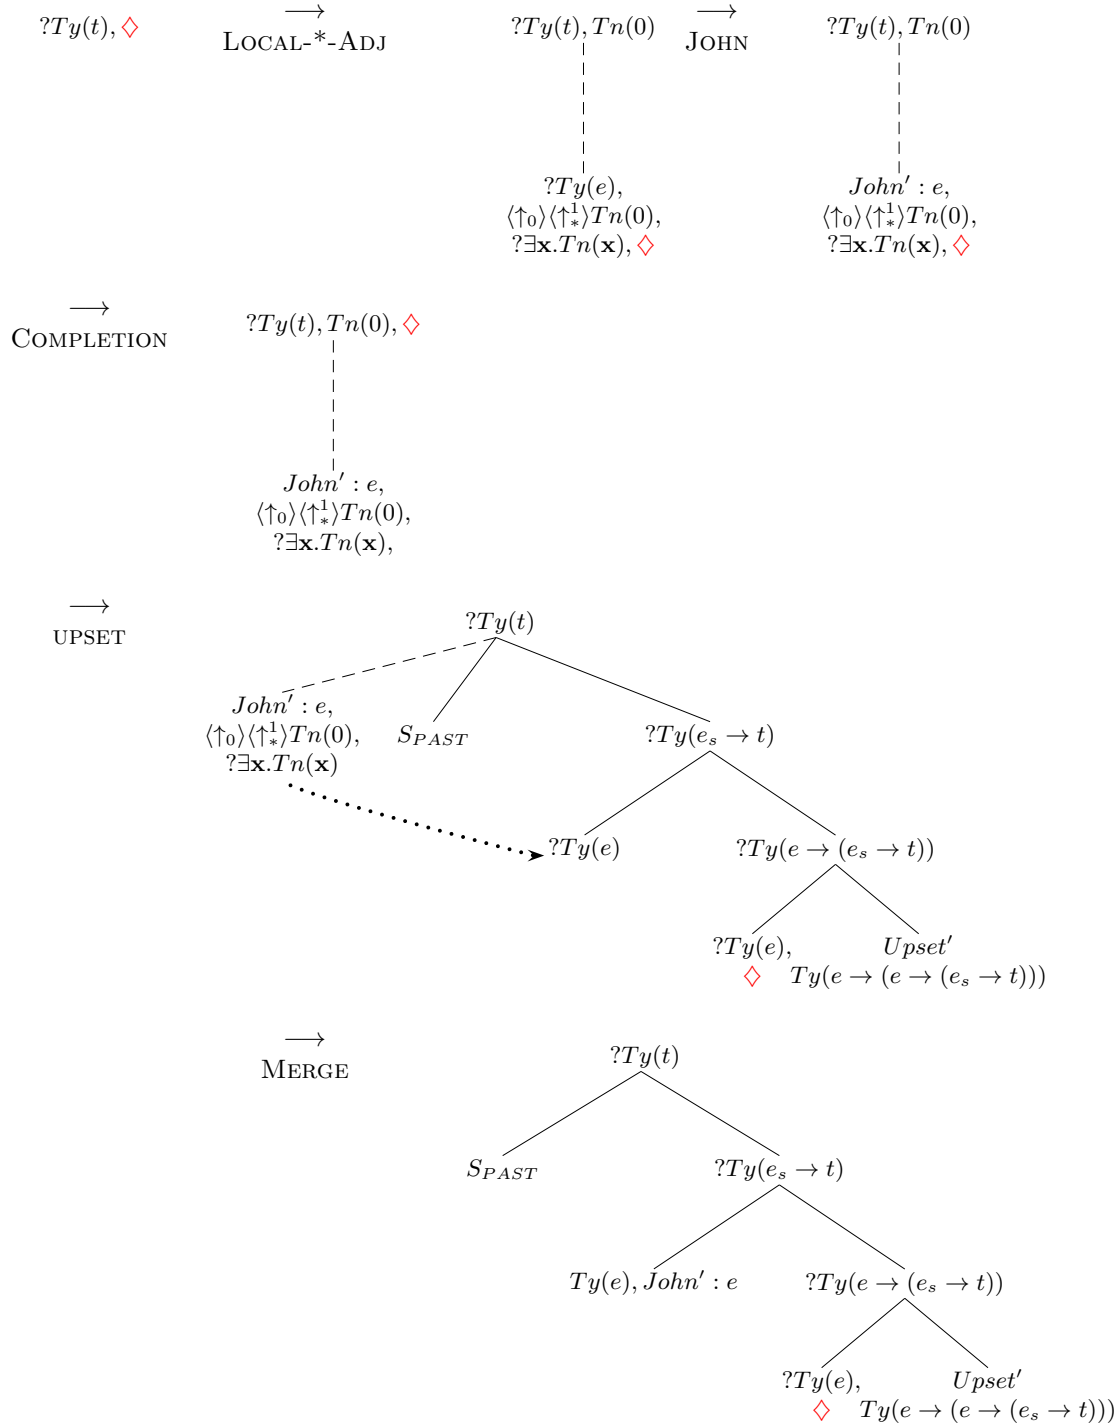 ?Ty(t), ♢
⟶
LOCAL-*-ADJ
?Ty(t), Tn(0)
⟶
JOHN
?Ty(t), Tn(0)
?Ty(e),
⟨↑₀⟩⟨↑¹∗⟩Tn(0),
?∃x.Tn(x), ♢
John′ : e,
⟨↑₀⟩⟨↑¹∗⟩Tn(0),
?∃x.Tn(x), ♢
⟶
COMPLETION
?Ty(t), Tn(0), ♢
John′ : e,
⟨↑₀⟩⟨↑¹∗⟩Tn(0),
?∃x.Tn(x),
⟶
UPSET
?Ty(t)
John′ : e,
⟨↑₀⟩⟨↑¹∗⟩Tn(0),
?∃x.Tn(x)
S_PAST
?Ty(e_s → t)
?Ty(e)
?Ty(e → (e_s → t))
?Ty(e),
♢
Upset′
Ty(e → (e → (e_s → t)))
⟶
MERGE
?Ty(t)
S_PAST
?Ty(e_s → t)
Ty(e), John′ : e
?Ty(e → (e_s → t))
?Ty(e),
♢
Upset′
Ty(e → (e → (e_s → t)))